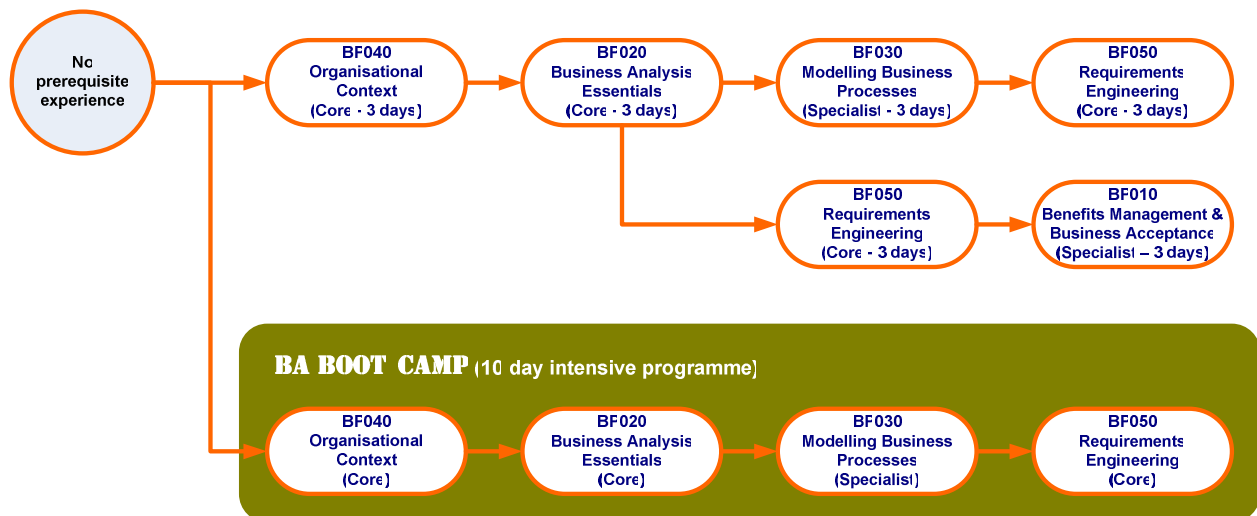 No
prerequisite
experience
BF040
Organisational
Context
(Core - 3 days)
BF020
Business Analysis
Essentials
(Core - 3 days)
BF030
Modelling Business
Processes
(Specialist - 3 days)
BF050
Requirements
Engineering
(Core - 3 days)
BF050
Requirements
Engineering
(Core - 3 days)
BF010
Benefits Management &
Business Acceptance
(Specialist – 3 days)
BA BOOT CAMP (10 day intensive programme)
BF040
Organisational
Context
(Core)
BF020
Business Analysis
Essentials
(Core)
BF030
Modelling Business
Processes
(Specialist)
BF050
Requirements
Engineering
(Core)